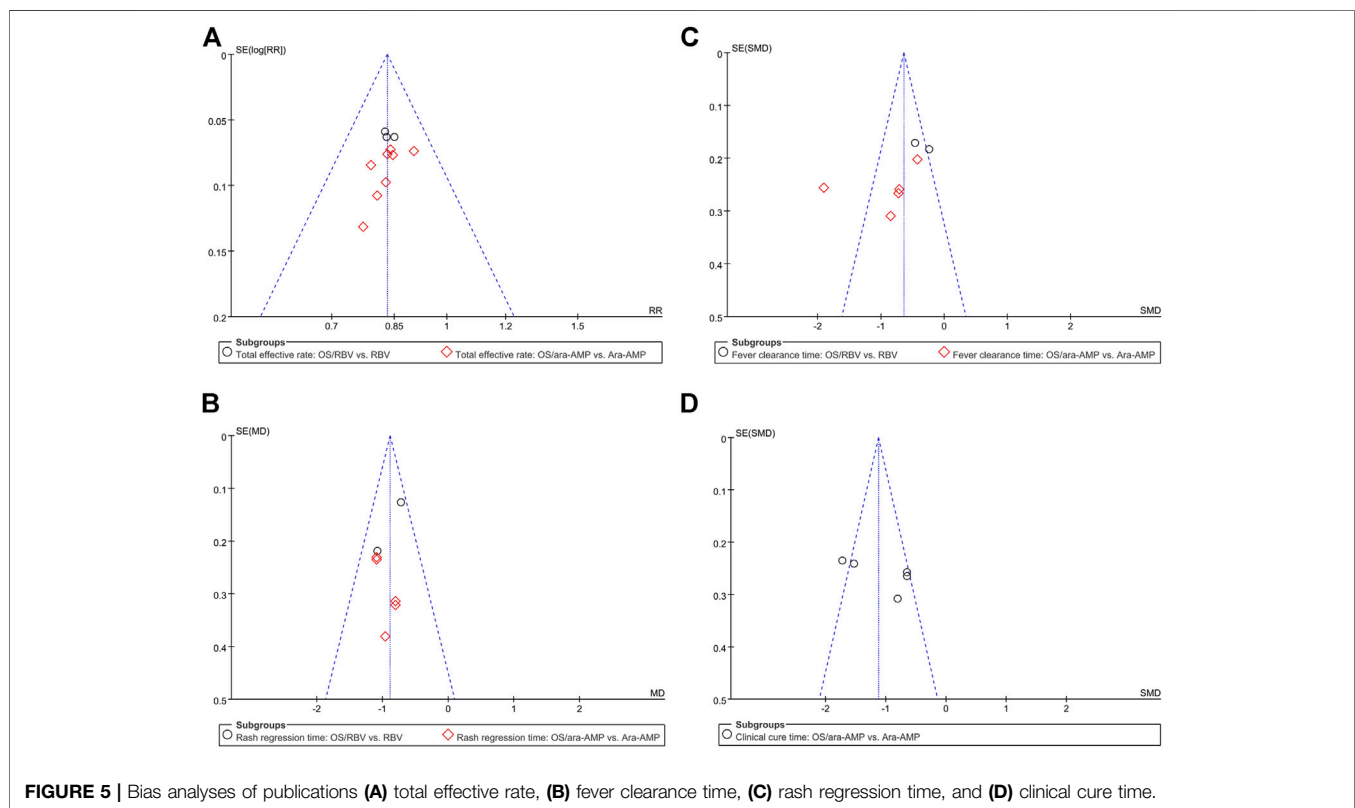 A
SE(log[RR])
0
0.05
0.1
0.15
0.2
RR
0.7 0.85 1 1.2 1.5
Subgroups
Total effective rate: OS/RBV vs. RBV Total effective rate: OS/ara-AMP vs. Ara-AMP
C
SE(SMD)
0
0.1
0.2
0.3
0.4
0.5
SMD
-2 -1 0 1 2
Subgroups
Fever clearance time: OS/RBV vs. RBV Fever clearance time: OS/ara-AMP vs. Ara-AMP
B
SE(MD)
0
0.1
0.2
0.3
0.4
0.5
MD
-2 -1 0 1 2
Subgroups
Rash regression time: OS/RBV vs. RBV Rash regression time: OS/ara-AMP vs. Ara-AMP
D
SE(SMD)
0
0.1
0.2
0.3
0.4
0.5
SMD
-2 -1 0 1 2
Subgroups
Clinical cure time: OS/ara-AMP vs. Ara-AMP
FIGURE 5 | Bias analyses of publications (A) total effective rate, (B) fever clearance time, (C) rash regression time, and (D) clinical cure time.